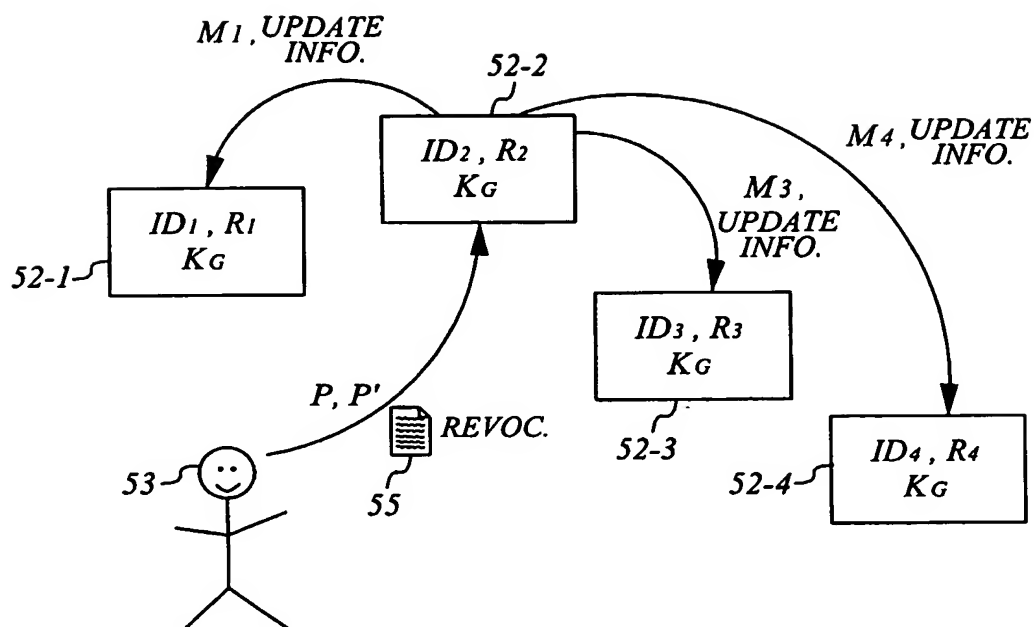 M1, UPDATE
INFO.
52-2
ID2, R2
KG
M4, UPDATE
INFO.
M3,
UPDATE
INFO.
ID1, R1
KG
52-1
ID3, R3
KG
P, P'
REVOC.
52-3
55
53
ID4, R4
KG
52-4